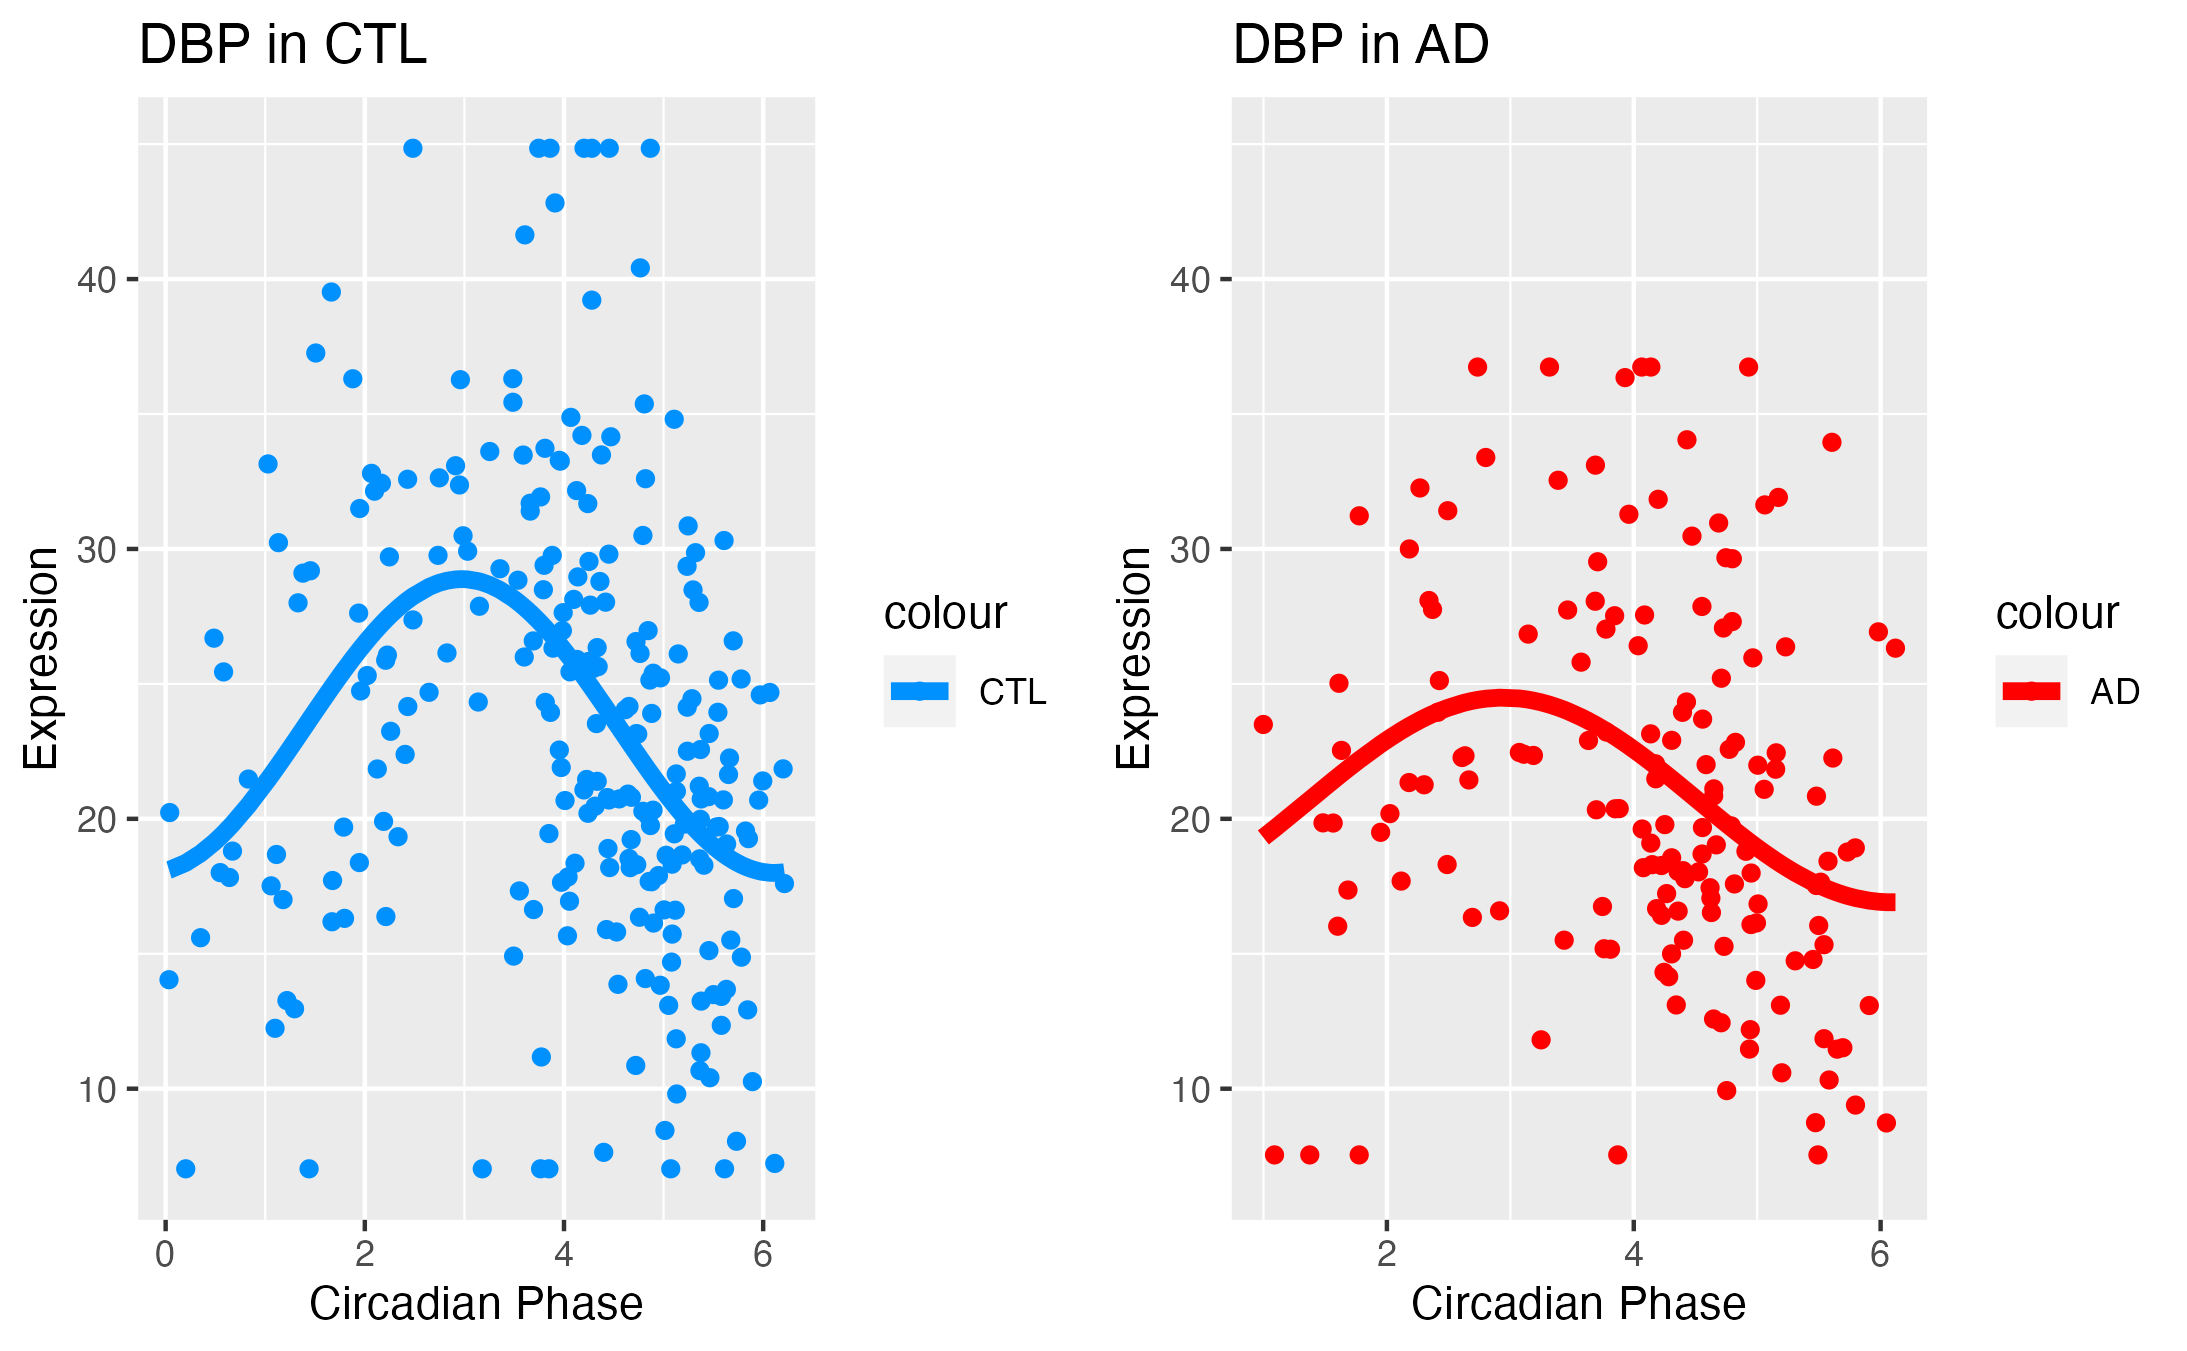 DBP in CTL
40
30
20
10
Expression
0 2 4 6
Circadian Phase
colour
CTL
DBP in AD
40
30
20
10
Expression
2 4 6
Circadian Phase
colour
AD